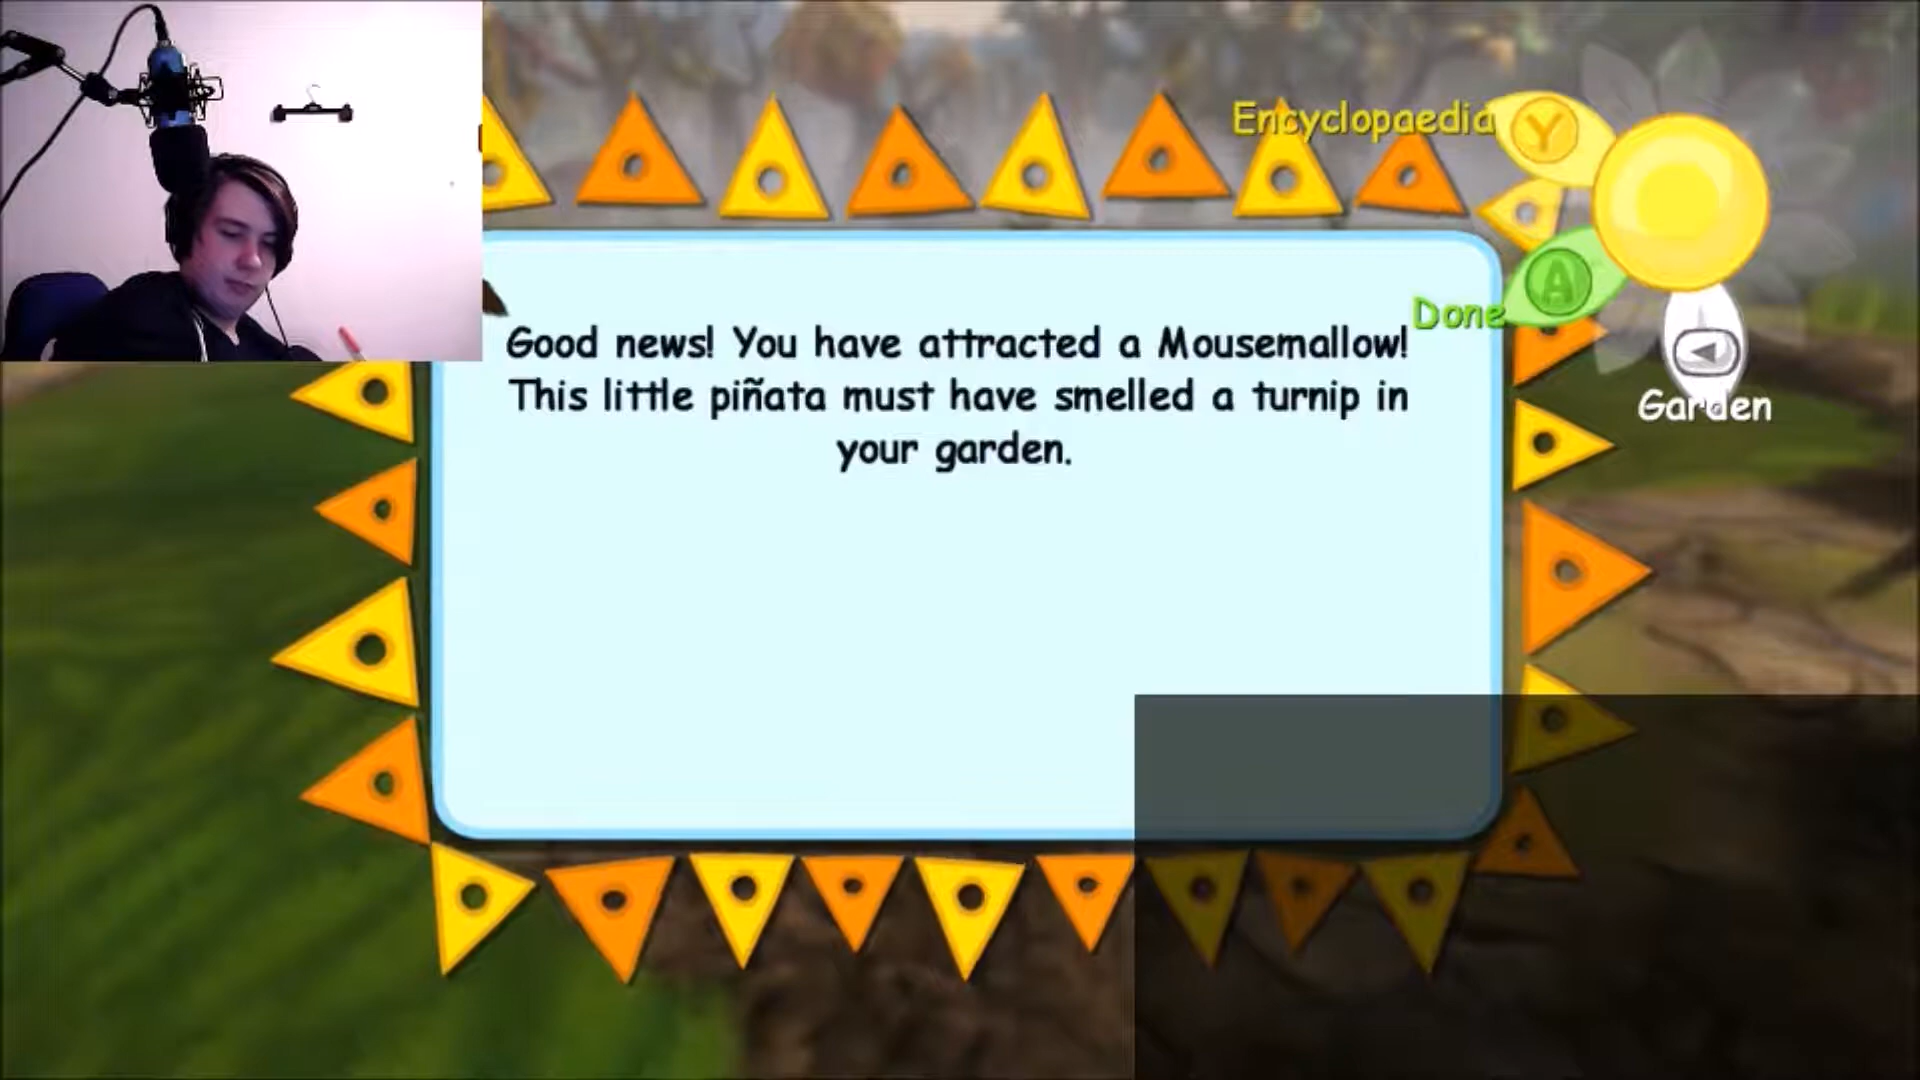 Encyclopaedia Y
Done A
Garden
Good news! You have attracted a Mousemallow!
This little piñata must have smelled a turnip in
your garden.